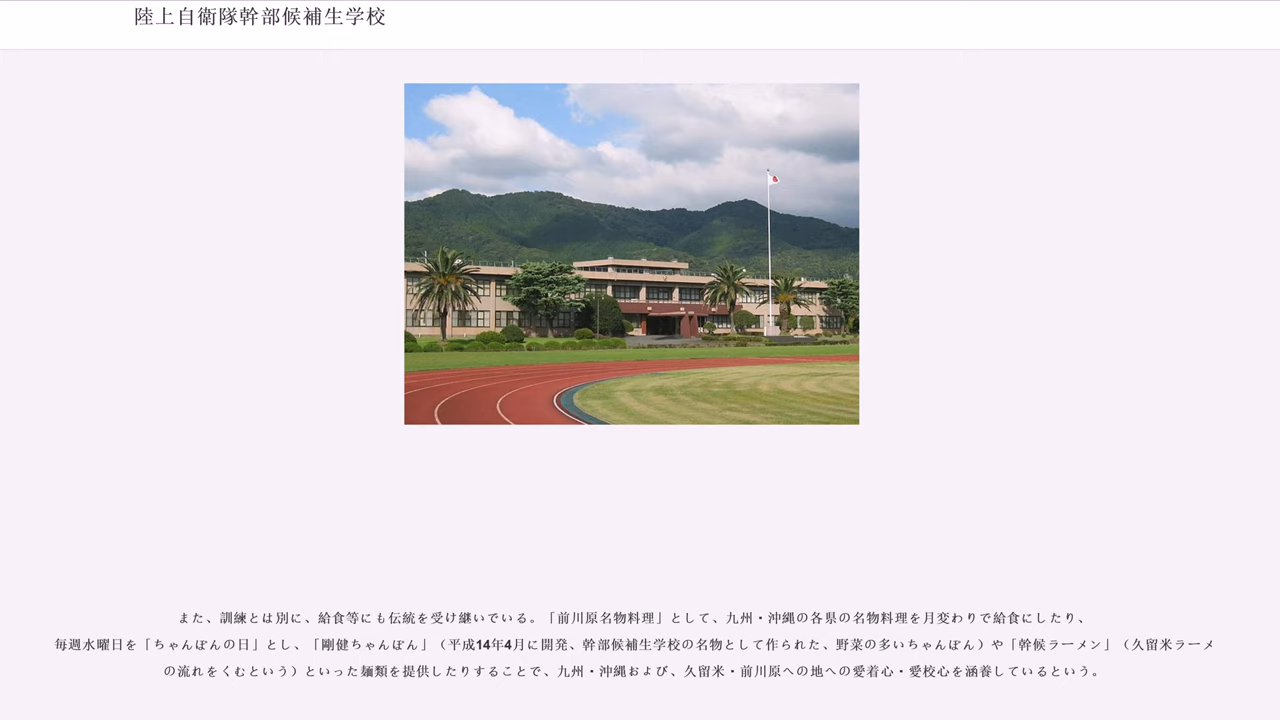 陸上自衛隊幹部候補生学校
また、訓練とは別に、給食等にも伝統を受け継いでいる。「前川原名物料理」として、九州・沖縄の各県の名物料理を月変わりで給食にしたり、
毎週水曜日を「ちゃんぽんの日」とし、「剛健ちゃんぽん」（平成14年4月に開発、幹部候補生学校の名物として作られた、野菜の多いちゃんぽん）や「幹候ラーメン」（久留米ラーメ
の流れをくむという）といった麺類を提供したりすることで、九州・沖縄および、久留米・前川原への地への愛着心・愛校心を涵養しているという。